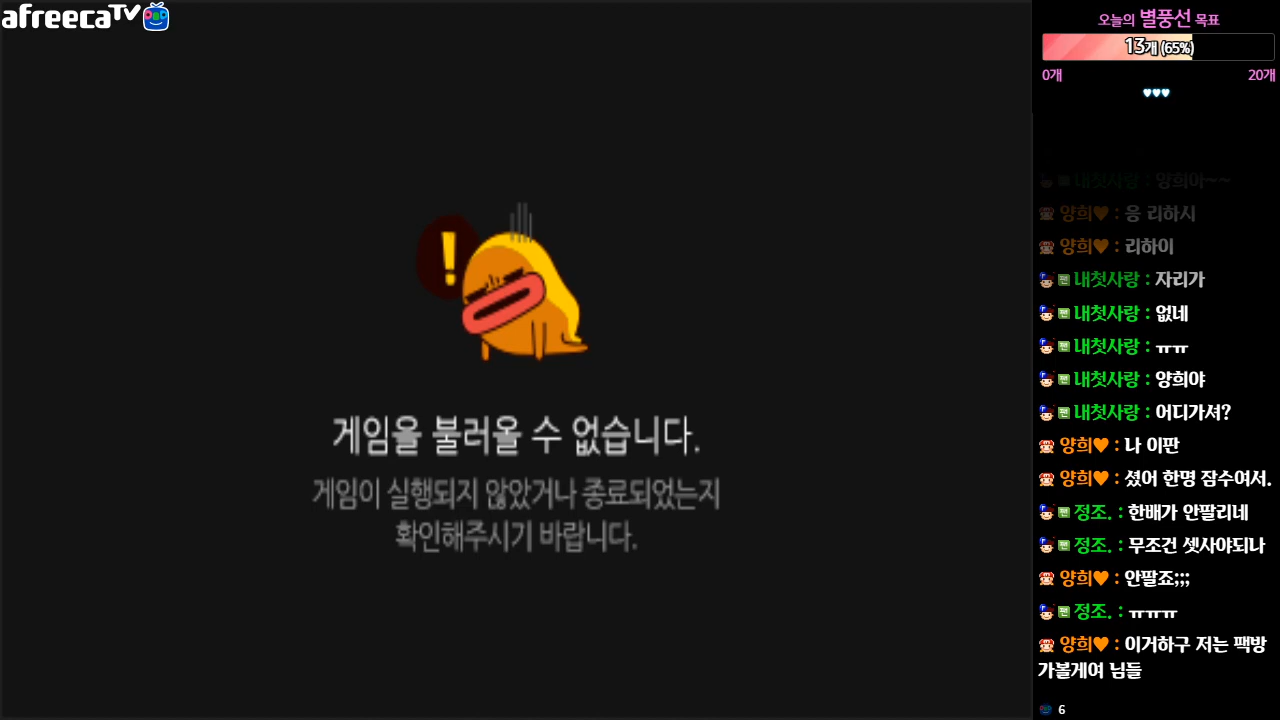 afreecaTV
게임을 불러올 수 없습니다.
게임이 실행되지 않았거나 종료되었는지
확인해주시기 바랍니다.
오늘의 별풍선 목표
13개 (65%)
0개 20개
♥♥♥
내첫사랑 : 양희아~~
양희♥ : 응 리하시
양희♥ : 리하이
내첫사랑 : 자리가
내첫사랑 : 없네
내첫사랑 : ㅠㅠ
내첫사랑 : 양희야
내첫사랑 : 어디가셔?
양희♥ : 나 이판
양희♥ : 셨어 한명 잠수여서.
정조. : 한배가 안팔리네
정조. : 무조건 셋사야되나
양희♥ : 안팔죠;;;
정조. : ㅠㅠㅠ
양희♥ : 이거하구 저는 팩방
가볼게여 님들
6